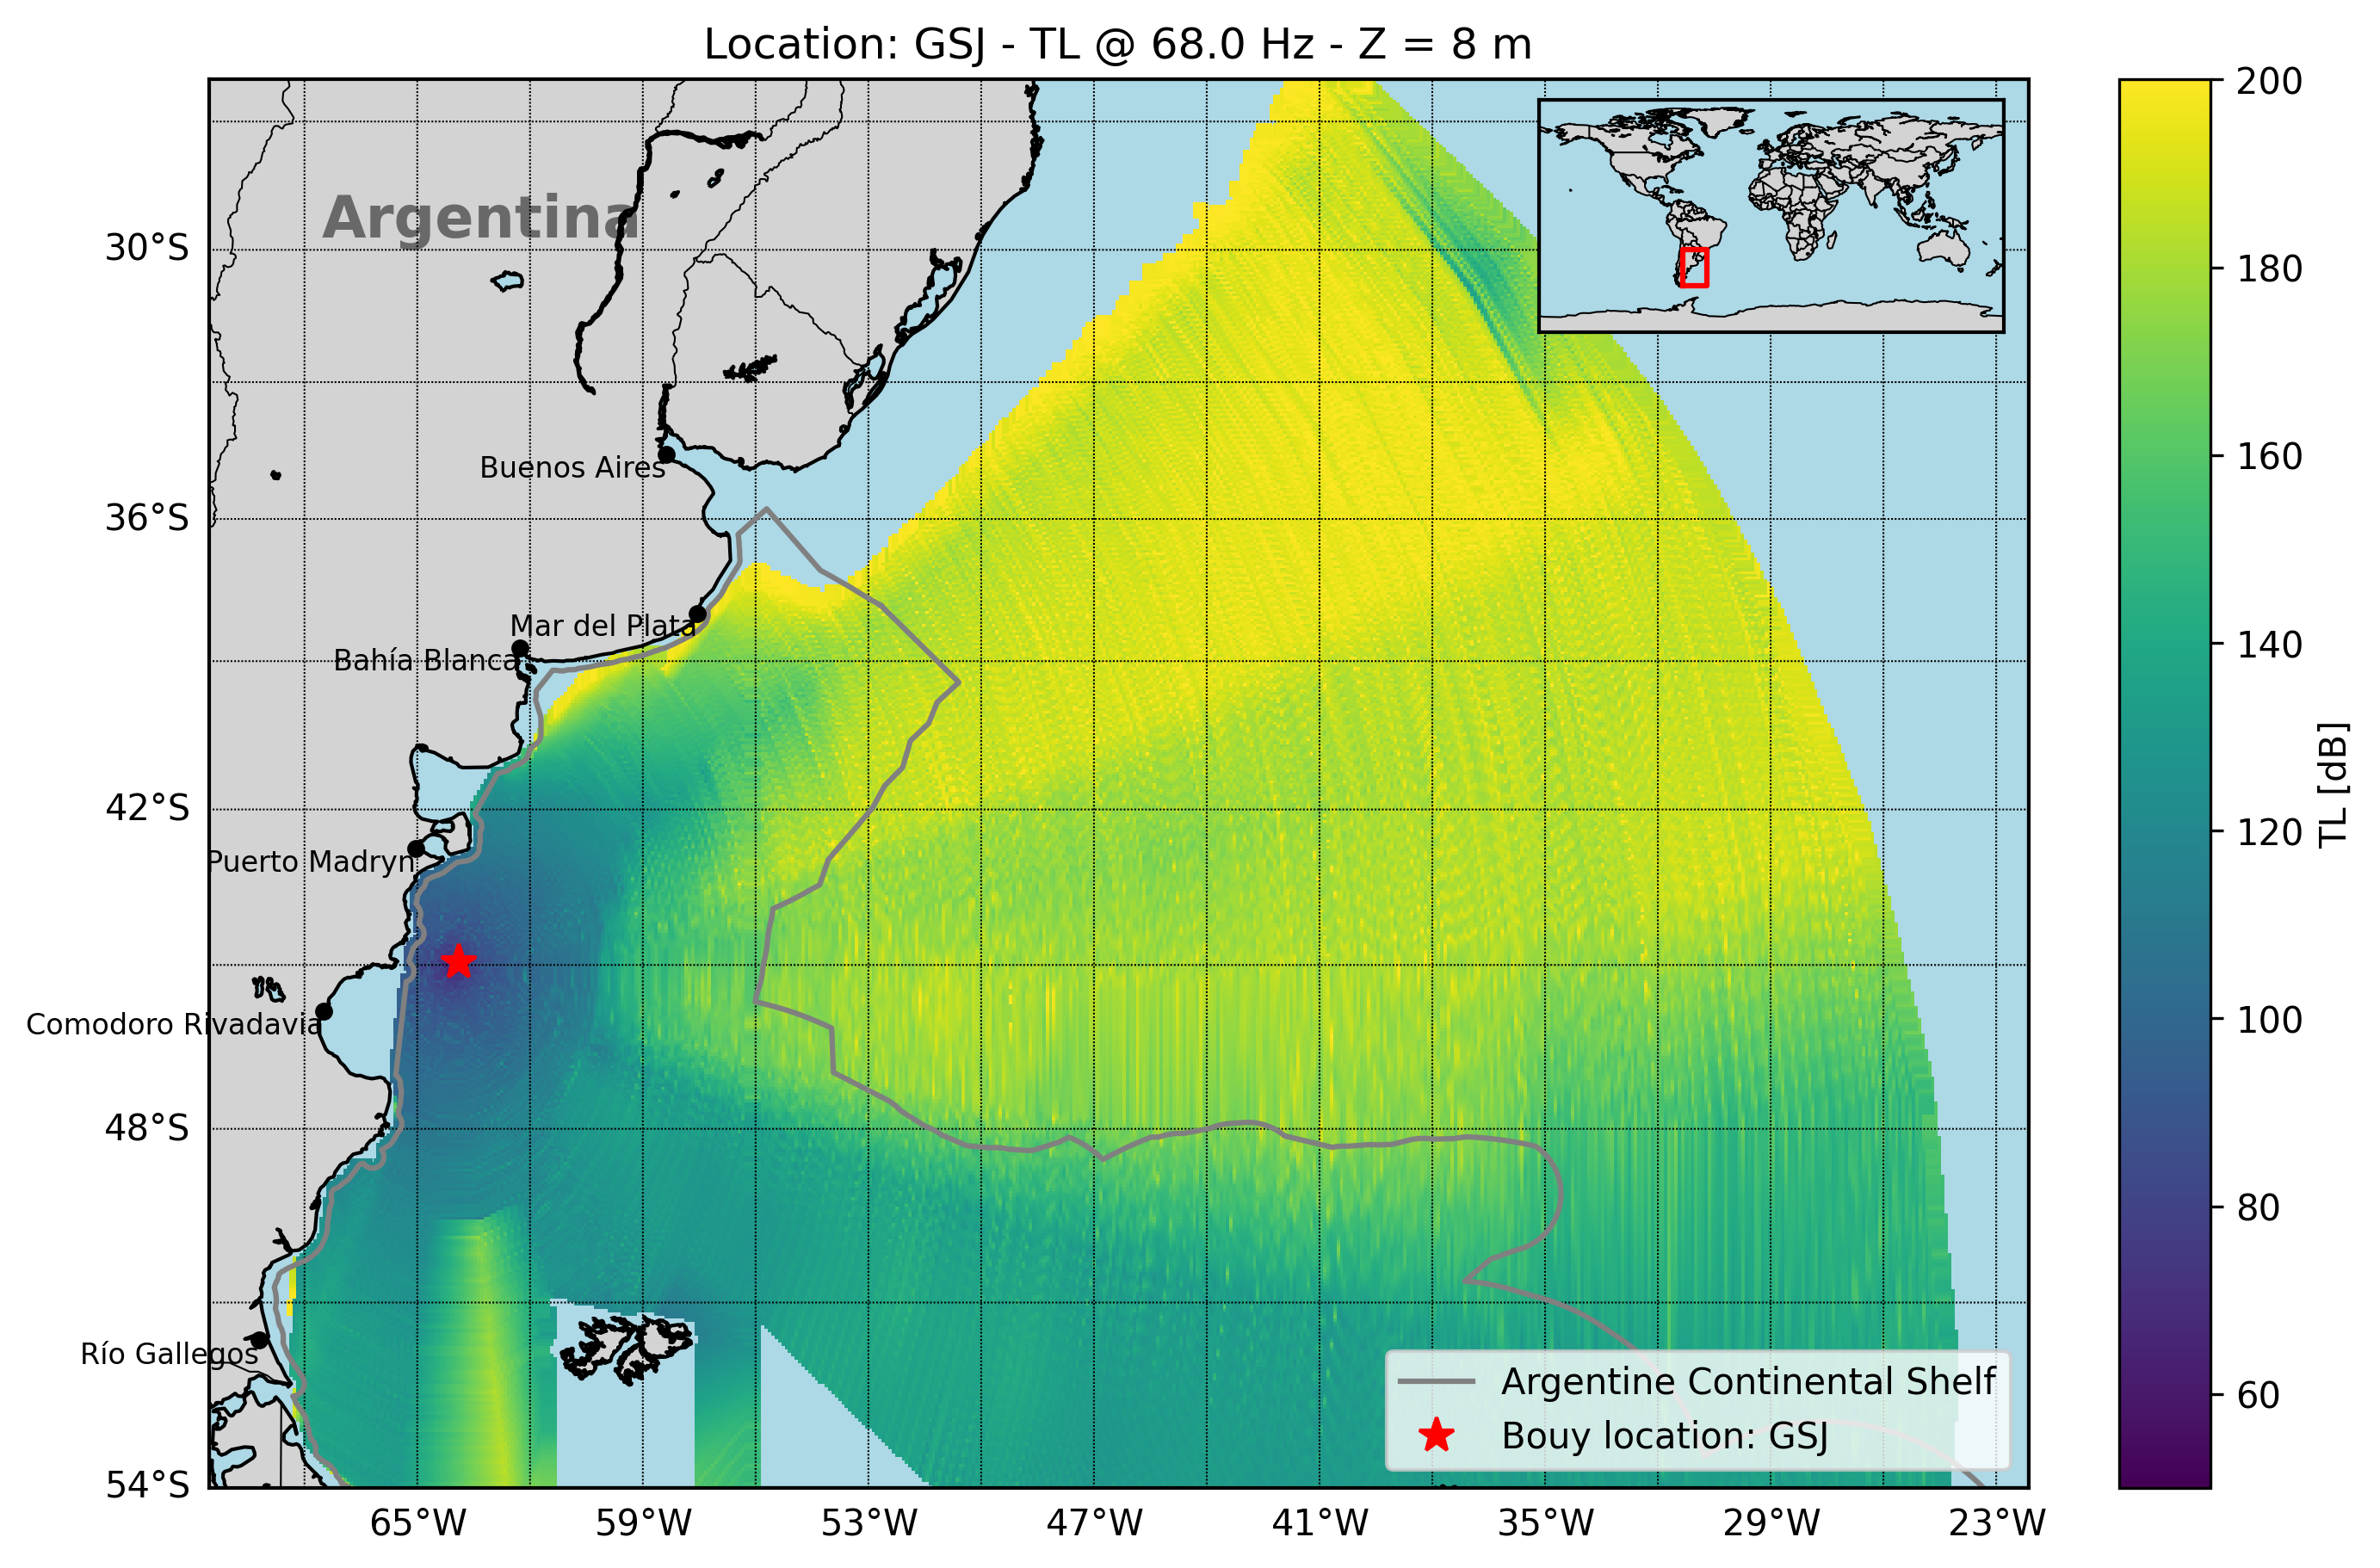 Location: GSJ - TL @ 68.0 Hz - Z = 8 m
Argentina
30°S
36°S
42°S
48°S
54°S
Buenos Aires
Mar del Plata
Bahía Blanca
Puerto Madryn
Comodoro Rivadavia
Río Gallegos
65°W
59°W
53°W
47°W
41°W
35°W
29°W
23°W
Argentine Continental Shelf
Bouy location: GSJ
200
180
160
140
120
100
80
60
TL [dB]